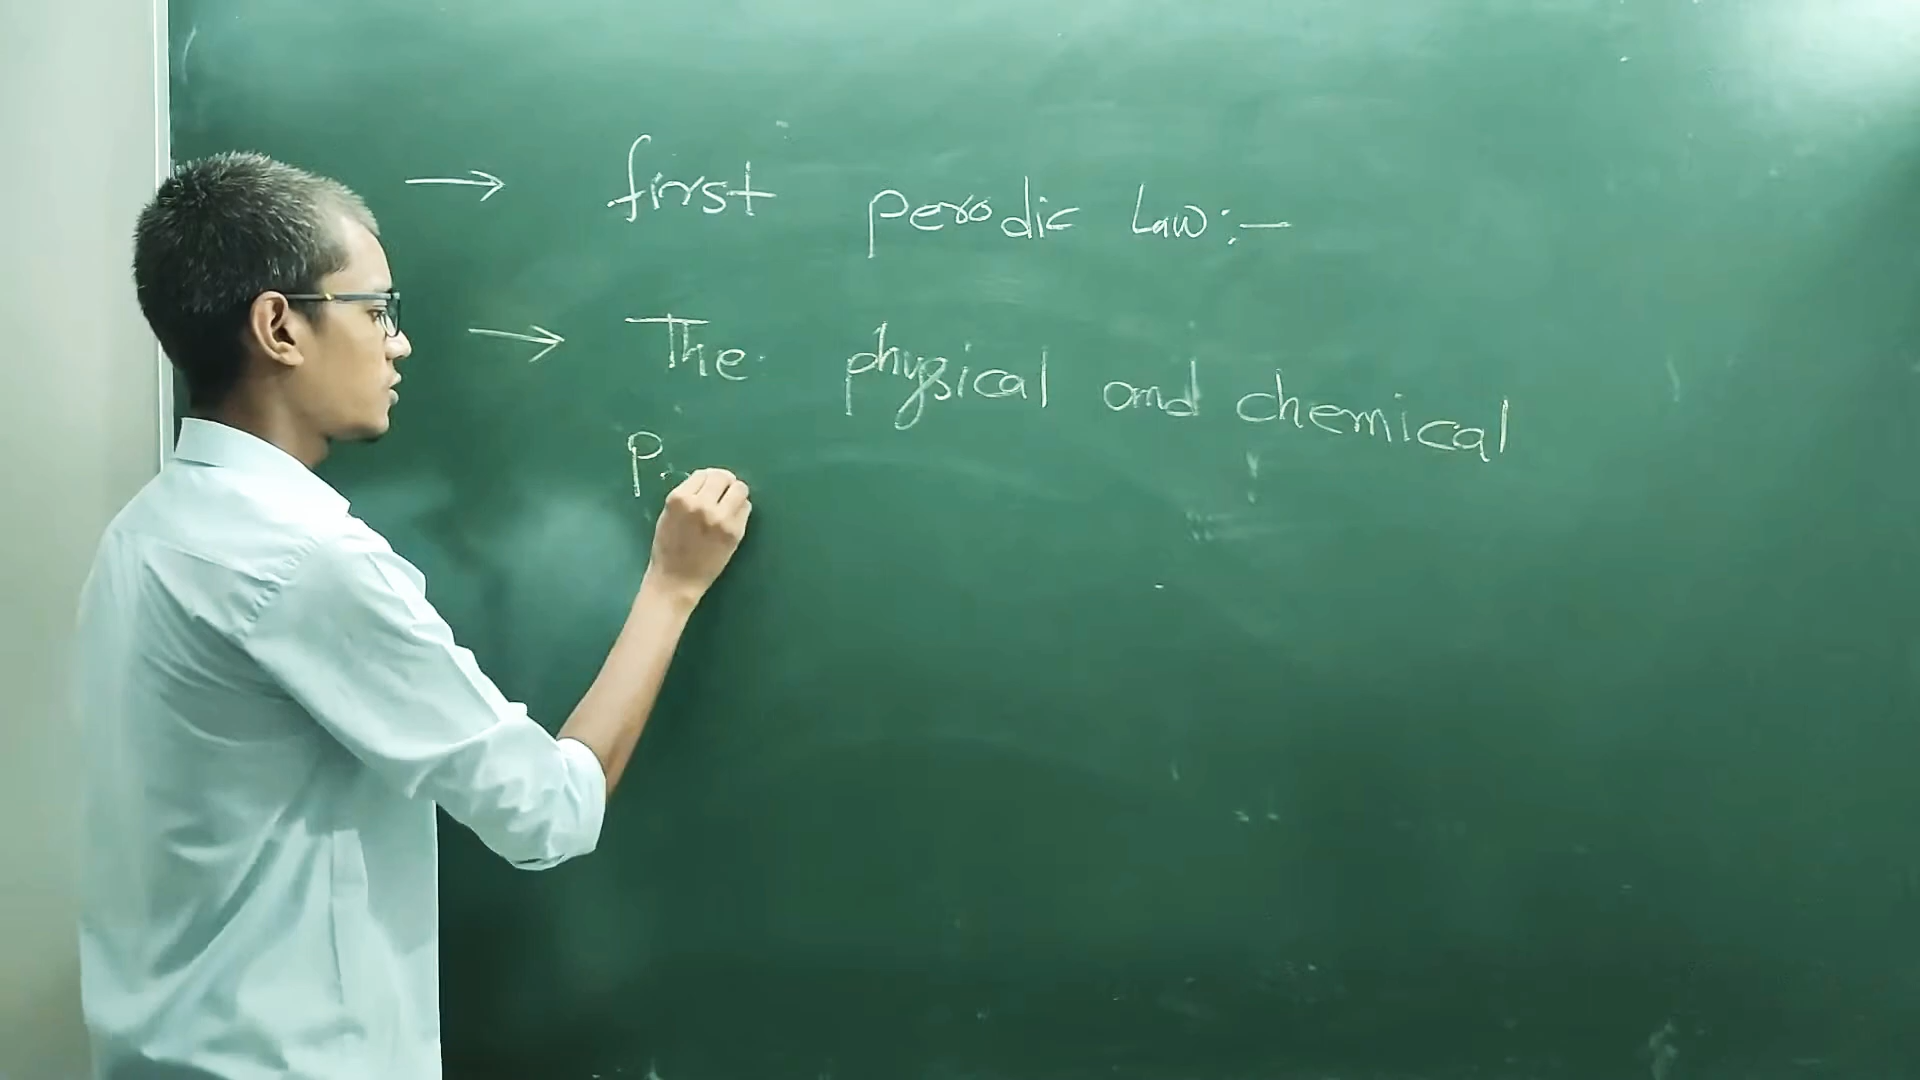 → first perodic Law:-
→ The physical and chemical
p